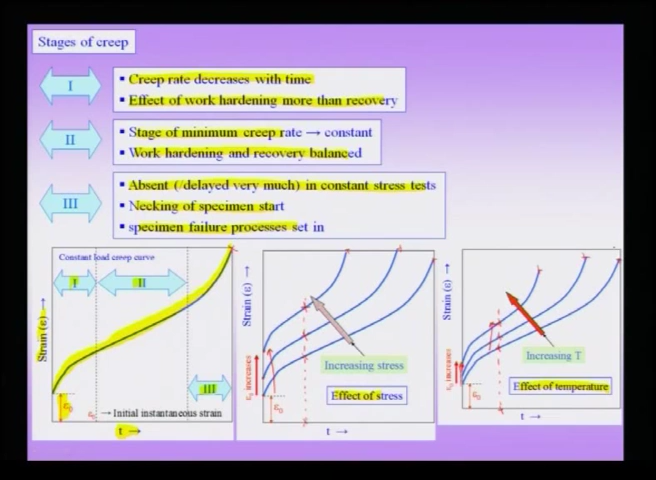 Stages of creep
I
▪ Creep rate decreases with time
▪ Effect of work hardening more than recovery
II
▪ Stage of minimum creep rate → constant
▪ Work hardening and recovery balanced
III
▪ Absent (/delayed very much) in constant stress tests
▪ Necking of specimen start
▪ specimen failure processes set in
Constant load creep curve
I
II
III
Strain (ε) →
ε₀
ε₀ → Initial instantaneous strain
t →
Strain (ε) →
ε₀ increases
ε₀
Increasing stress
Effect of stress
t →
Strain (ε) →
ε₀ increases
ε₀
Increasing T
Effect of temperature
t →